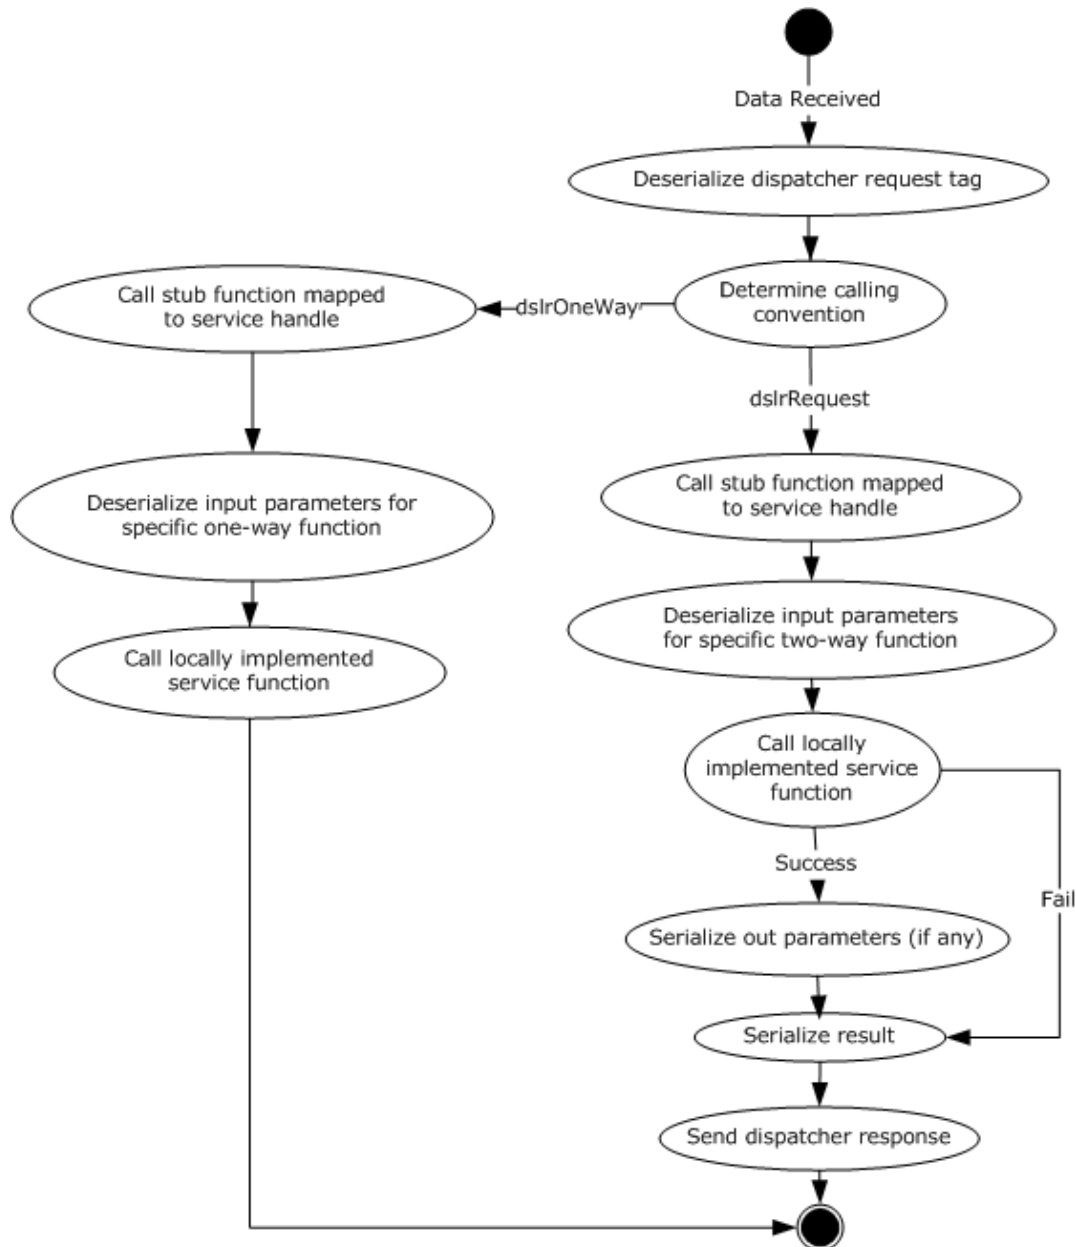 Data Received
Deserialize dispatcher request tag
Determine calling
convention
dslrOneWay
Call stub function mapped
to service handle
Deserialize input parameters for
specific one-way function
Call locally implemented
service function
dslrRequest
Call stub function mapped
to service handle
Deserialize input parameters
for specific two-way function
Call locally
implemented service
function
Success
Fail
Serialize out parameters (if any)
Serialize result
Send dispatcher response